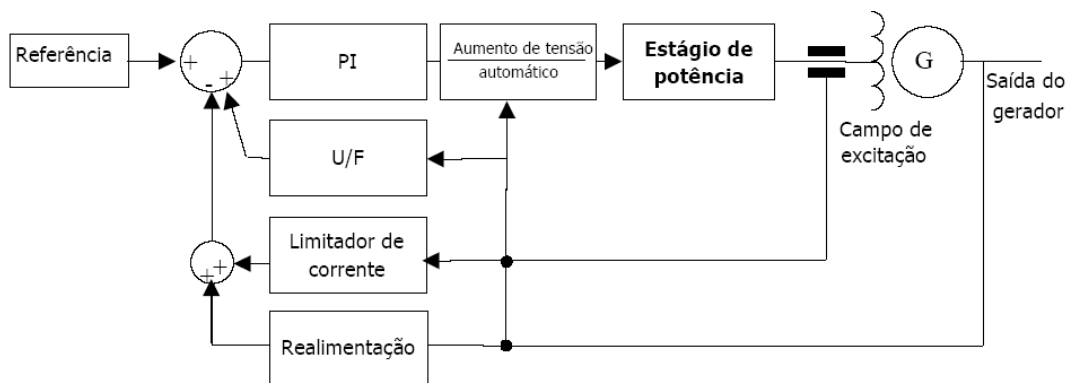 Referência
+
+
-
PI
Aumento de tensão
automático
Estágio de
potência
G
Saída do
gerador
Campo de
excitação
U/F
Limitador de
corrente
+
+
Realimentação